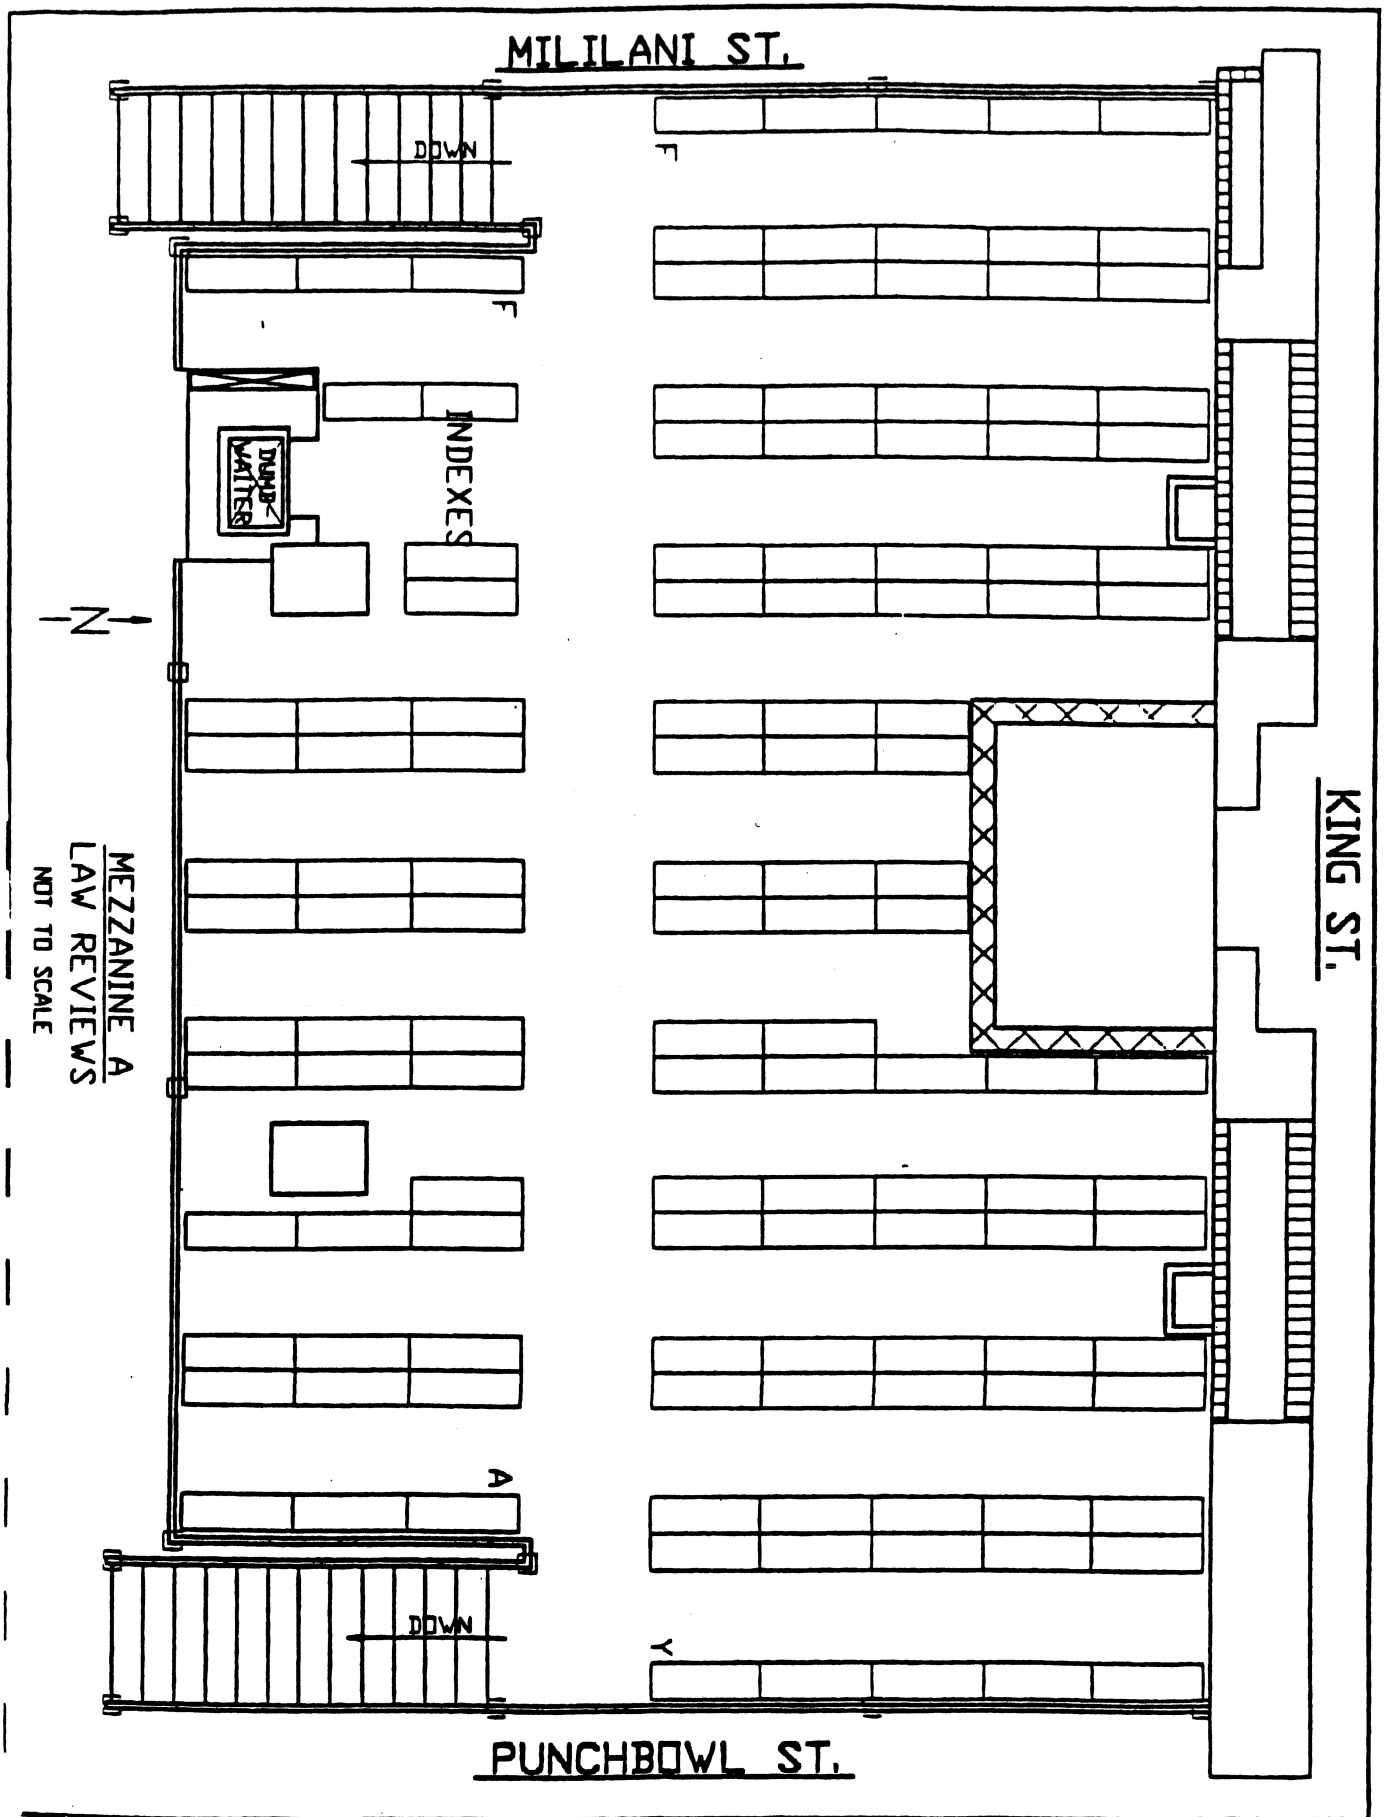 MILILANI ST.
DOWN
F
F
INDEXES
DUMB-
WAITER
N
KING ST.
MEZZANINE A
LAW REVIEWS
NOT TO SCALE
A
DOWN
Y
PUNCHBOWL ST.